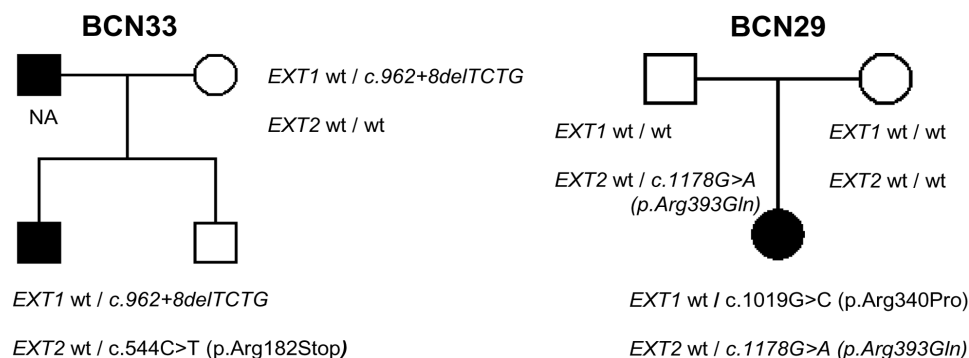 BCN33
NA
EXT1 wt / c.962+8delTCTG
EXT2 wt / wt
EXT1 wt / c.962+8delTCTG
EXT2 wt / c.544C>T (p.Arg182Stop)
BCN29
EXT1 wt / wt
EXT2 wt / c.1178G>A
(p.Arg393Gln)
EXT1 wt / wt
EXT2 wt / wt
EXT1 wt / c.1019G>C (p.Arg340Pro)
EXT2 wt / c.1178G>A (p.Arg393Gln)